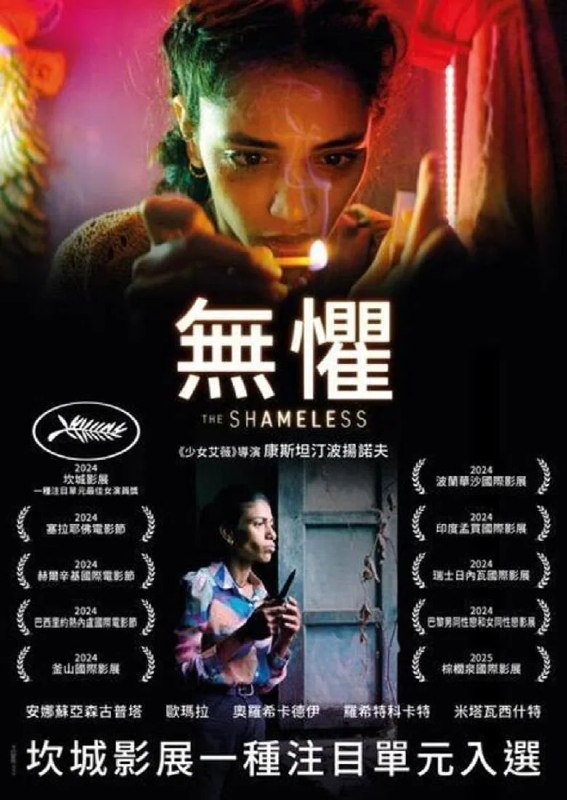 無懼
THE SHAMELESS
《少女艾薇》導演 康斯坦汀波揚諾夫
2024
坎城影展
一種注目單元最佳女演員獎
2024
塞拉耶佛電影節
2024
赫爾辛基國際電影節
2024
巴西里約熱內盧國際電影節
2024
釜山國際影展
2024
波蘭華沙國際影展
2024
印度孟買國際影展
2024
瑞士日內瓦國際影展
2024
巴黎男同性戀和女同性戀影展
2025
棕櫚泉國際影展
安娜蘇亞森古普塔 歐瑪拉 奧羅希卡德伊 羅希特科卡特 米塔瓦西什特
坎城影展一種注目單元入選